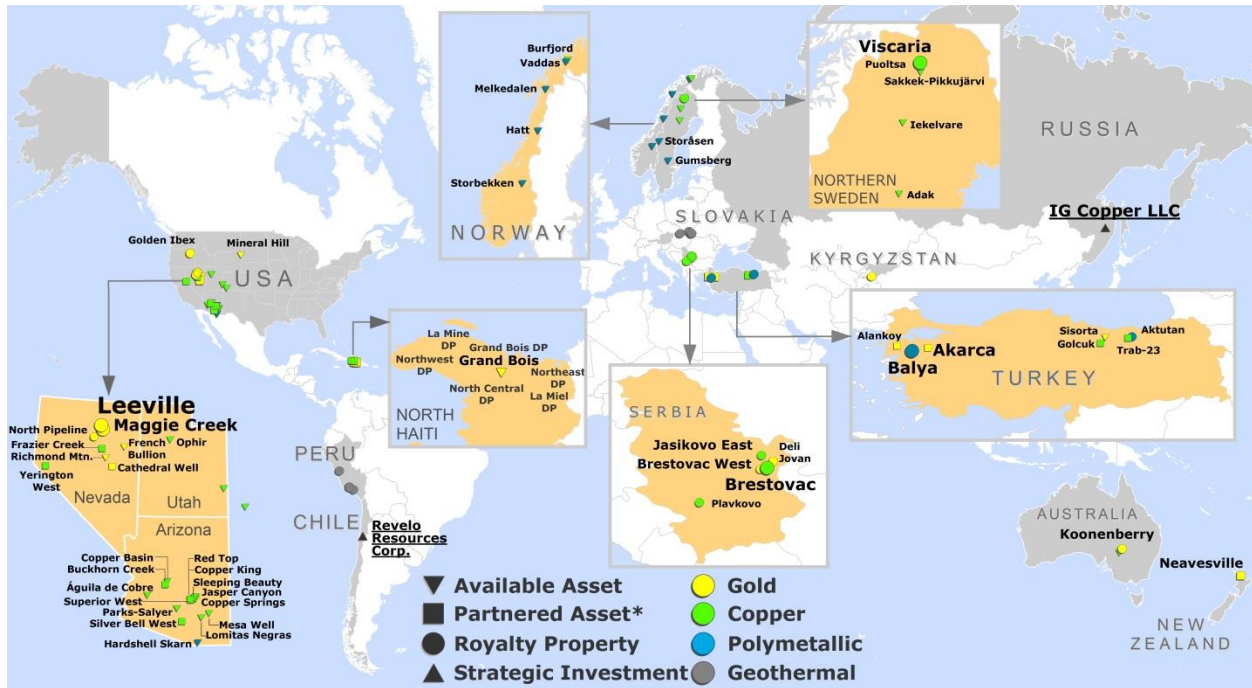 Burfjord
Vaddas
Melkedalen
Hatt
Storbekken
NORWAY
Storåsen
Gumsberg
Viscaria
Puoltsa
Sakkek-Pikkujärvi
Iekelvare
Adak
NORTHERN
SWEDEN
RUSSIA
IG Copper LLC
SLOVAKIA
KYRGYZSTAN
Golden Ibex
Mineral Hill
USA
La Mine
DP
Grand Bois DP
Northwest
DP
Grand Bois
North Central
DP
Northeast
DP
La Miel
DP
NORTH
HAITI
Alankoy
Akarca
Balya
Sisorta
Golcuk
Aktutan
Trab-23
TURKEY
SERBIA
Jasikovo East
Deli
Jovan
Brestovac West
Brestovac
Plavkovo
Leeville
Maggie Creek
North Pipeline
Frazier Creek
Richmond Mtn.
French
Bullion
Ophir
Cathedral Well
Yerington
West
Nevada
Utah
Arizona
Copper Basin
Buckhorn Creek
Águila de Cobre
Superior West
Parks-Salyer
Silver Bell West
Hardshell Skarn
Red Top
Copper King
Sleeping Beauty
Jasper Canyon
Copper Springs
Mesa Well
Lomitas Negras
PERU
CHILE
Revelo
Resources
Corp.
AUSTRALIA
Koonenberry
Neavesville
NEW
ZEALAND
Available Asset
Partnered Asset*
Royalty Property
Strategic Investment
Gold
Copper
Polymetallic
Geothermal